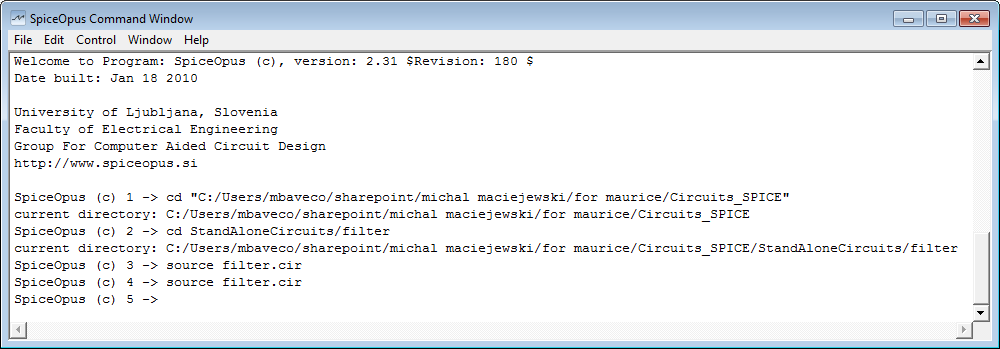 SpiceOpus Command Window
File Edit Control Window Help
Welcome to Program: SpiceOpus (c), version: 2.31 $Revision: 180 $
Date built: Jan 18 2010
University of Ljubljana, Slovenia
Faculty of Electrical Engineering
Group For Computer Aided Circuit Design
http://www.spiceopus.si
SpiceOpus (c) 1 -> cd "C:/Users/mbaveco/sharepoint/michal maciejewski/for maurice/Circuits_SPICE"
current directory: C:/Users/mbaveco/sharepoint/michal maciejewski/for maurice/Circuits_SPICE
SpiceOpus (c) 2 -> cd StandAloneCircuits/filter
current directory: C:/Users/mbaveco/sharepoint/michal maciejewski/for maurice/Circuits_SPICE/StandAloneCircuits/filter
SpiceOpus (c) 3 -> source filter.cir
SpiceOpus (c) 4 -> source filter.cir
SpiceOpus (c) 5 ->